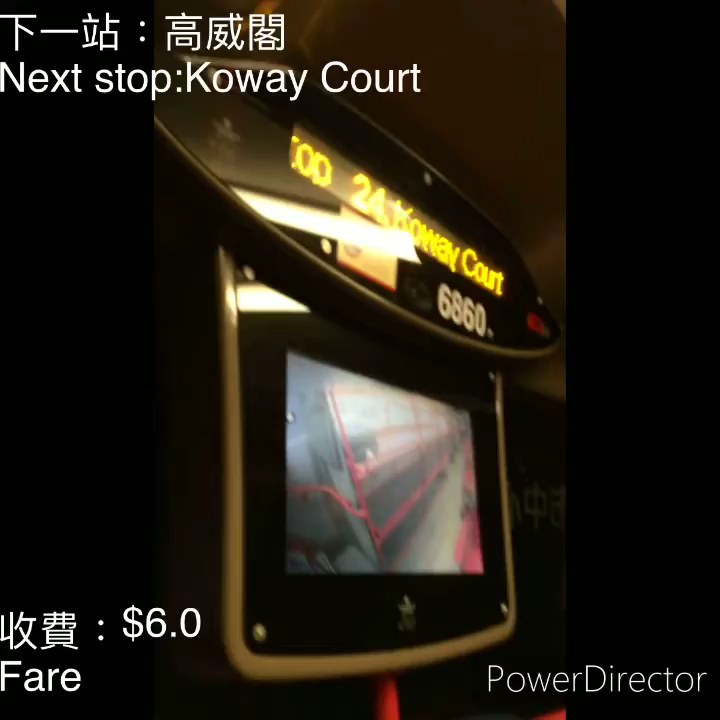 下一站：高威閣
Next stop:Koway Court
top 24.Koway Court
6860
收費：$6.0
Fare
PowerDirector